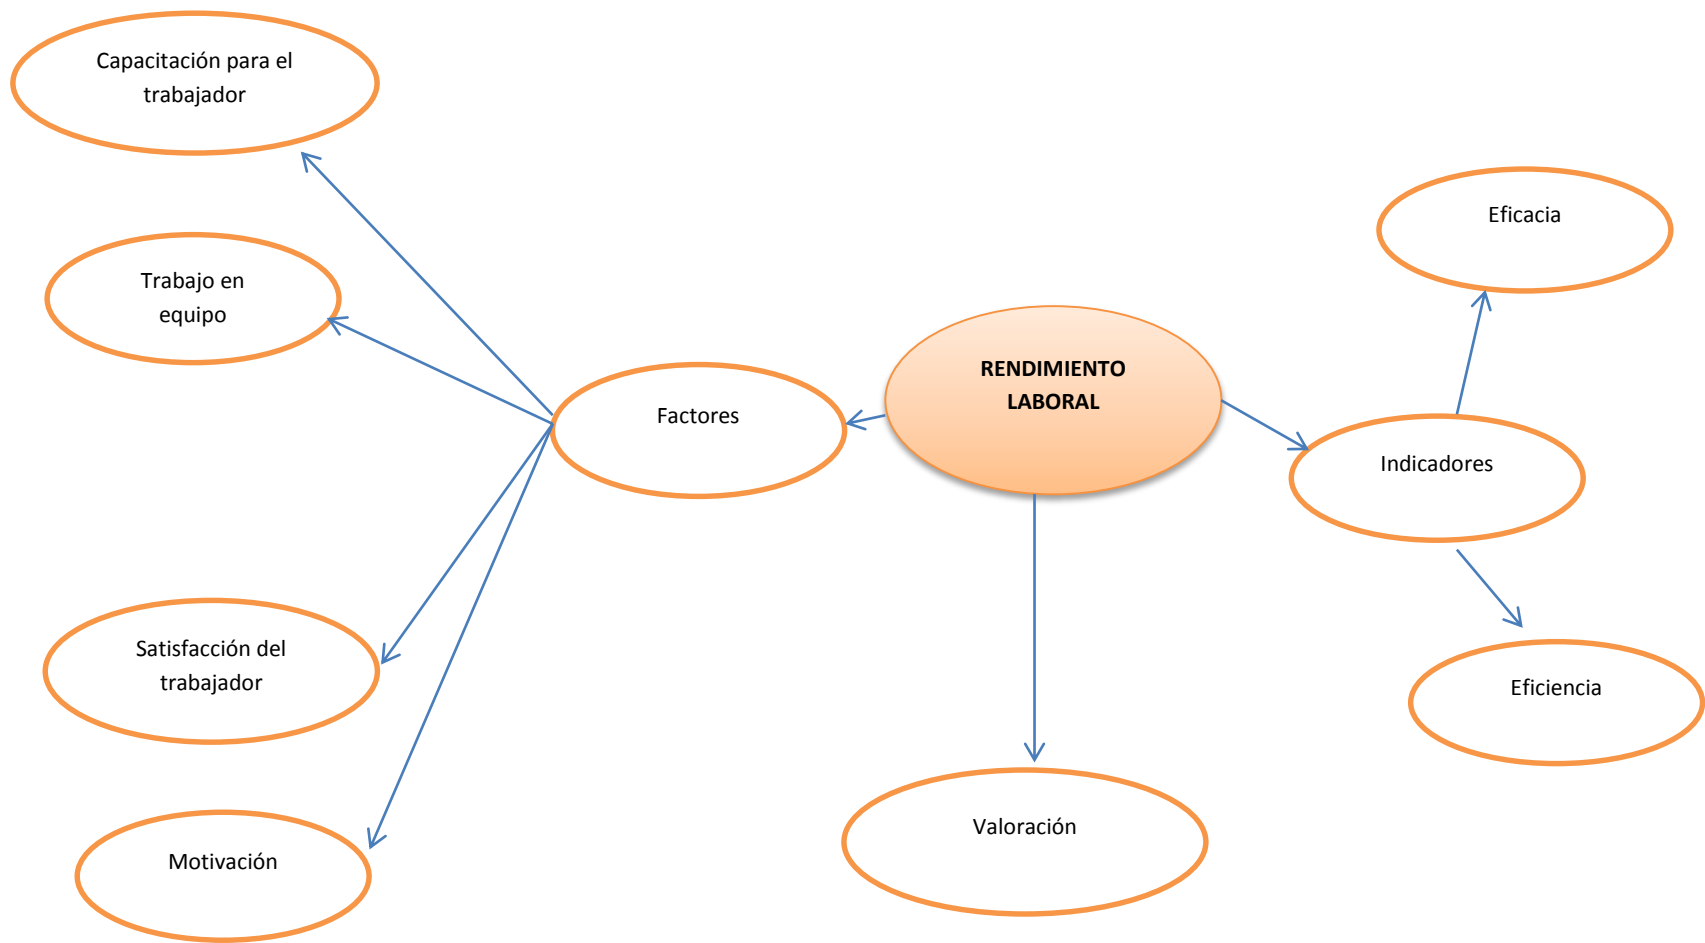 Capacitación para el
trabajador
Trabajo en
equipo
Satisfacción del
trabajador
Motivación
Factores
RENDIMIENTO
LABORAL
Valoración
Eficacia
Indicadores
Eficiencia